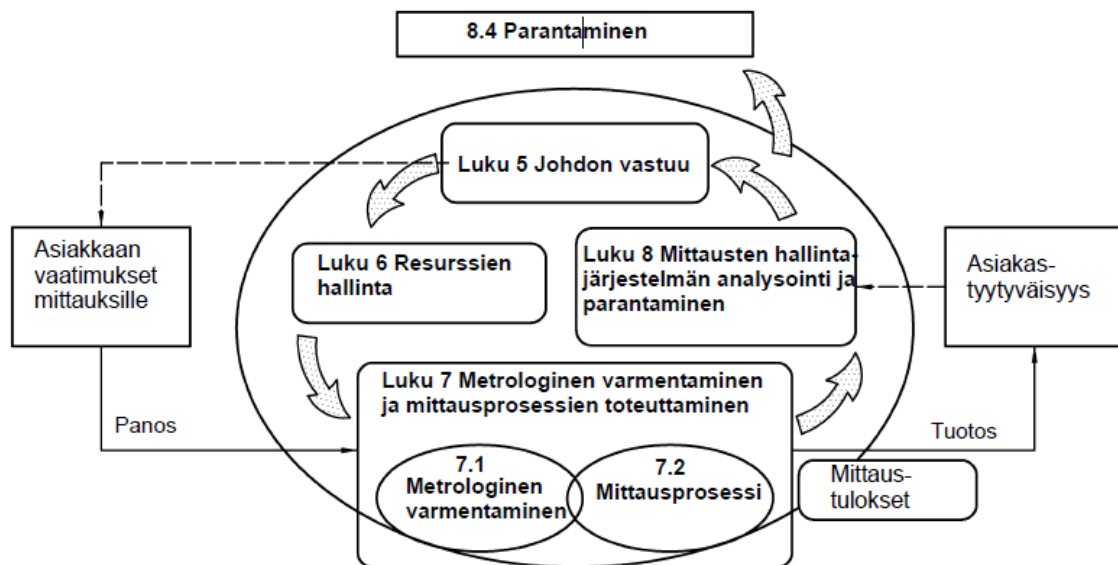 8.4 Parantaminen
Luku 5 Johdon vastuu
Asiakkaan
vaatimukset
mittauksille
Luku 6 Resurssien
hallinta
Luku 8 Mittausten hallinta-
järjestelmän analysointi ja
parantaminen
Asiakas-
tyytyväisyys
Luku 7 Metrologinen varmentaminen
ja mittausprosessien toteuttaminen
Panos
Tuotos
7.1
Metrologinen
varmentaminen
7.2
Mittausprosessi
Mittaus-
tulokset